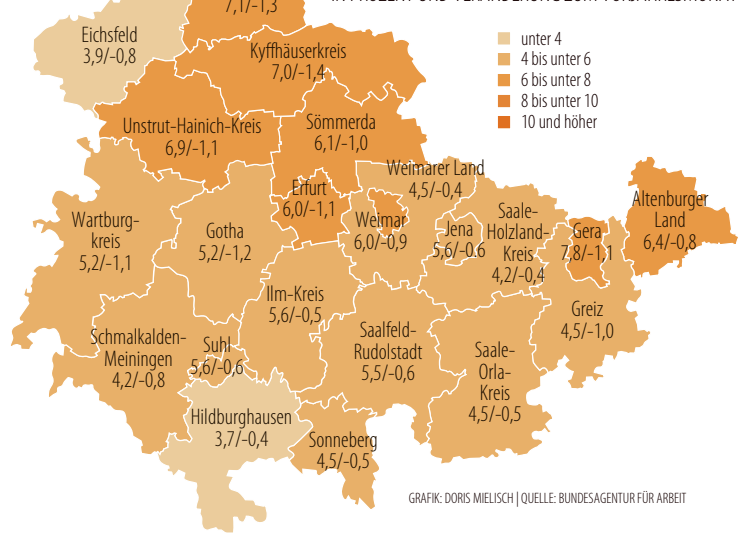 7,1/-1,3
Eichsfeld
3,9/-0,8
Kyffhäuserkreis
7,0/-1,4
unter 4
4 bis unter 6
6 bis unter 8
8 bis unter 10
10 und höher
Unstrut-Hainich-Kreis
6,9/-1,1
Sömmerda
6,1/-1,0
Weimarer Land
4,5/-0,4
Erfurt
6,0/-1,1
Altenburger
Land
6,4/-0,8
Wartburg-
kreis
5,2/-1,1
Gotha
5,2/-1,2
Weimar
6,0/-0,9
Jena
5,6/-0.6
Saale-
Holzland-
Kreis
4,2/-0,4
Gera
7,8/-1,1
Ilm-Kreis
5,6/-0,5
Greiz
4,5/-1,0
Schmalkalden-
Meiningen
4,2/-0,8
Suhl
5,6/-0,6
Saalfeld-
Rudolstadt
5,5/-0,6
Saale-
Orla-
Kreis
4,5/-0,5
Hildburghausen
3,7/-0,4
Sonneberg
4,5/-0,5
GRAFIK: DORIS MIELISCH | QUELLE: BUNDESAGENTUR FÜR ARBEIT